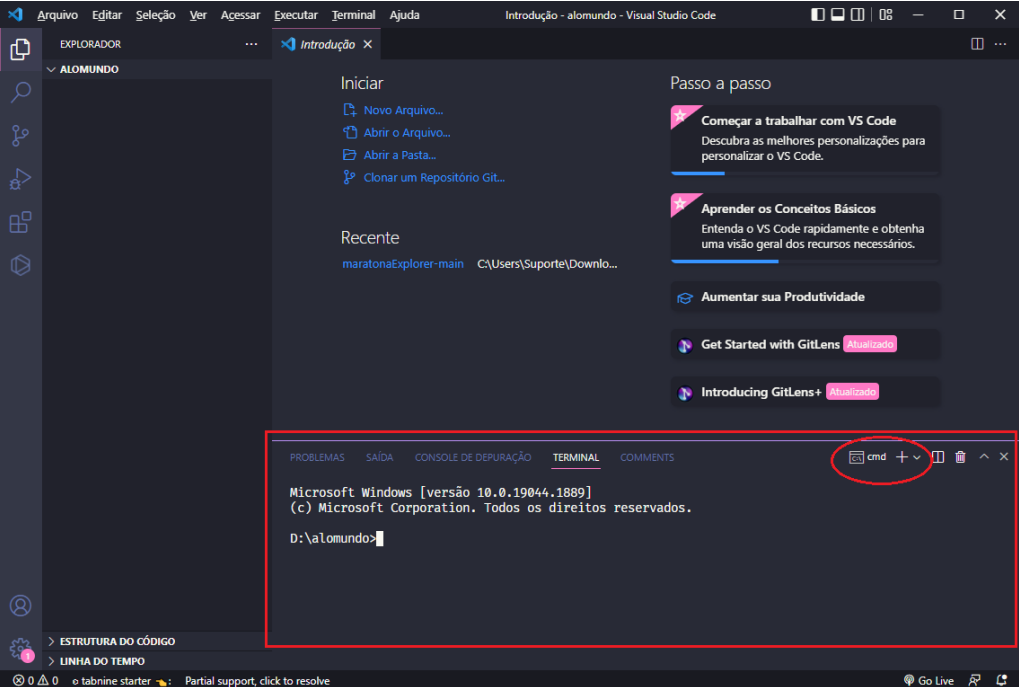 Arquivo Editar Seleção Ver Acessar Executar Terminal Ajuda Introdução - alomundo - Visual Studio Code
EXPLORADOR
Introdução
ALOMUNDO
Iniciar
Novo Arquivo...
Abrir o Arquivo...
Abrir a Pasta...
Clonar um Repositório Git...
Recente
maratonaExplorer-main C:\Users\Suporte\Downlo...
Passo a passo
Começar a trabalhar com VS Code
Descubra as melhores personalizações para
personalizar o VS Code.
Aprender os Conceitos Básicos
Entenda o VS Code rapidamente e obtenha
uma visão geral dos recursos necessários.
Aumentar sua Produtividade
Get Started with GitLens Atualizado
Introducing GitLens+ Atualizado
PROBLEMAS SAÍDA CONSOLE DE DEPURAÇÃO TERMINAL COMMENTS cmd
Microsoft Windows [versão 10.0.19044.1889]
(c) Microsoft Corporation. Todos os direitos reservados.
D:\alomundo>
ESTRUTURA DO CÓDIGO
LINHA DO TEMPO
1
0 0 tabnine starter : Partial support, click to resolve Go Live